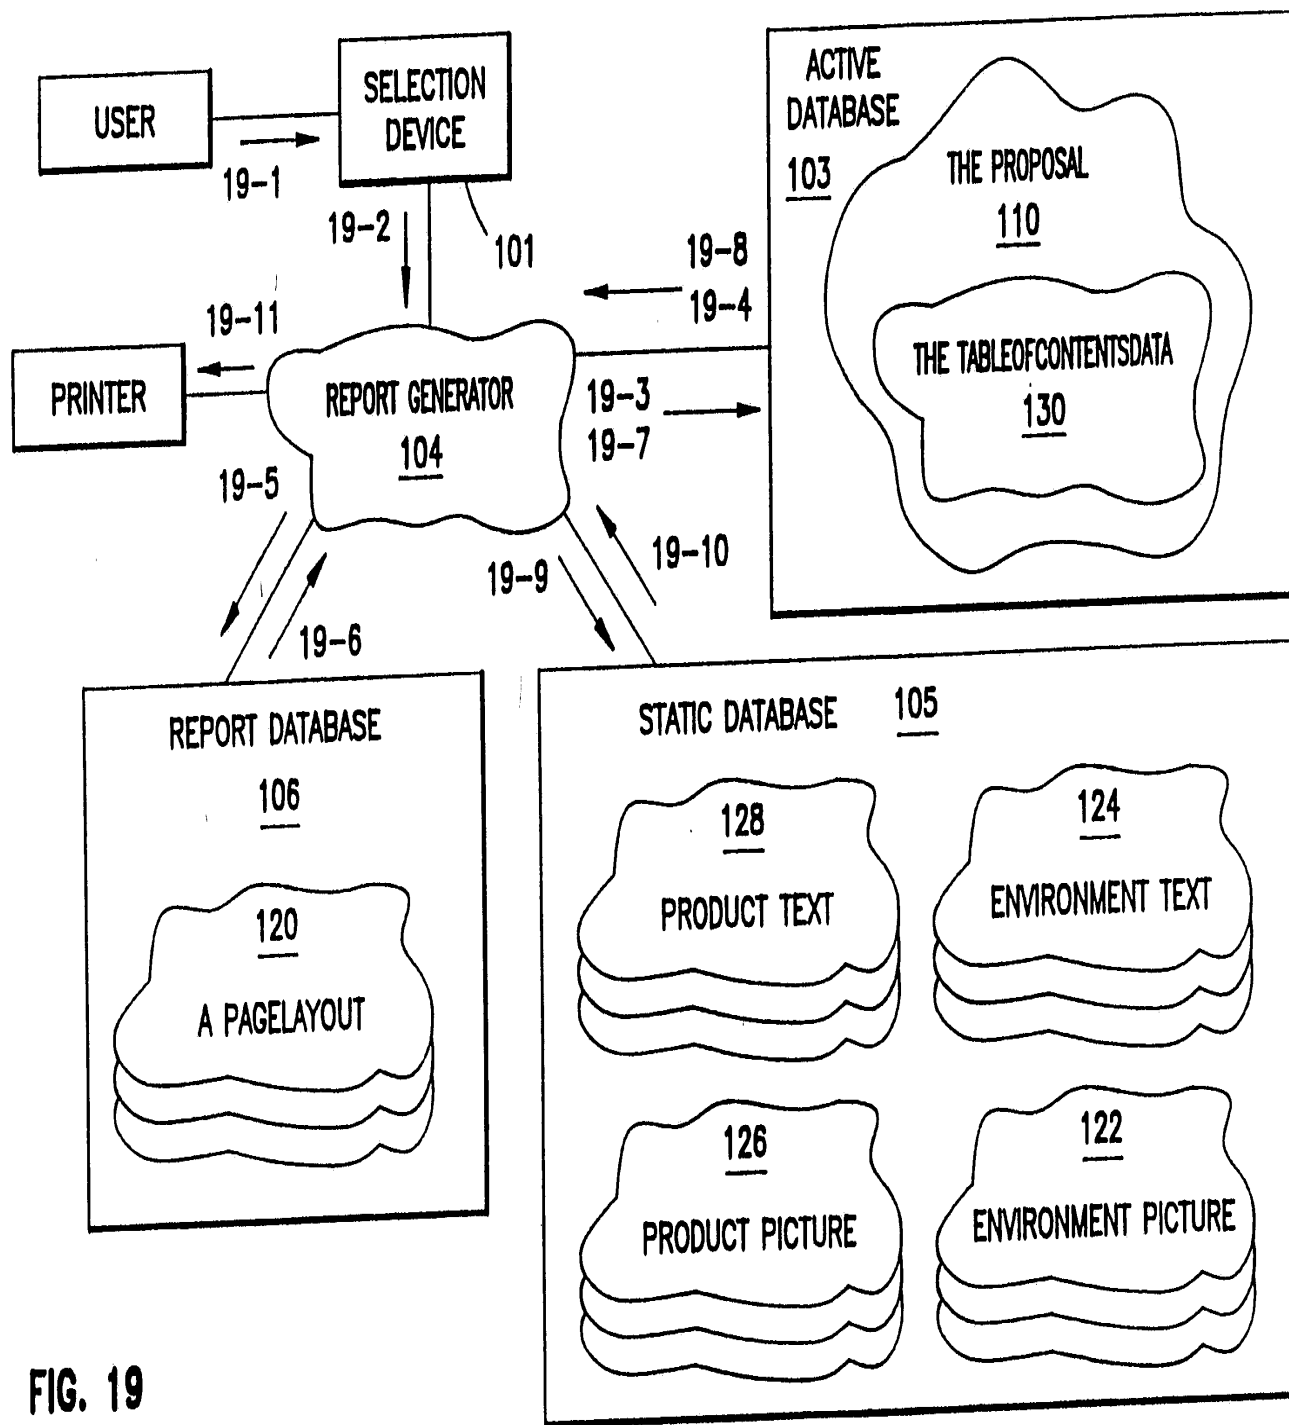 USER
SELECTION
DEVICE
19-1
19-2
101
ACTIVE
DATABASE
103
THE PROPOSAL
110
THE TABLEOFCONTENTSDATA
130
19-8
19-4
19-11
PRINTER
REPORT GENERATOR
104
19-3
19-7
19-5
19-6
19-9
19-10
REPORT DATABASE
106
120
A PAGELAYOUT
STATIC DATABASE 105
128
PRODUCT TEXT
124
ENVIRONMENT TEXT
126
PRODUCT PICTURE
122
ENVIRONMENT PICTURE
FIG. 19